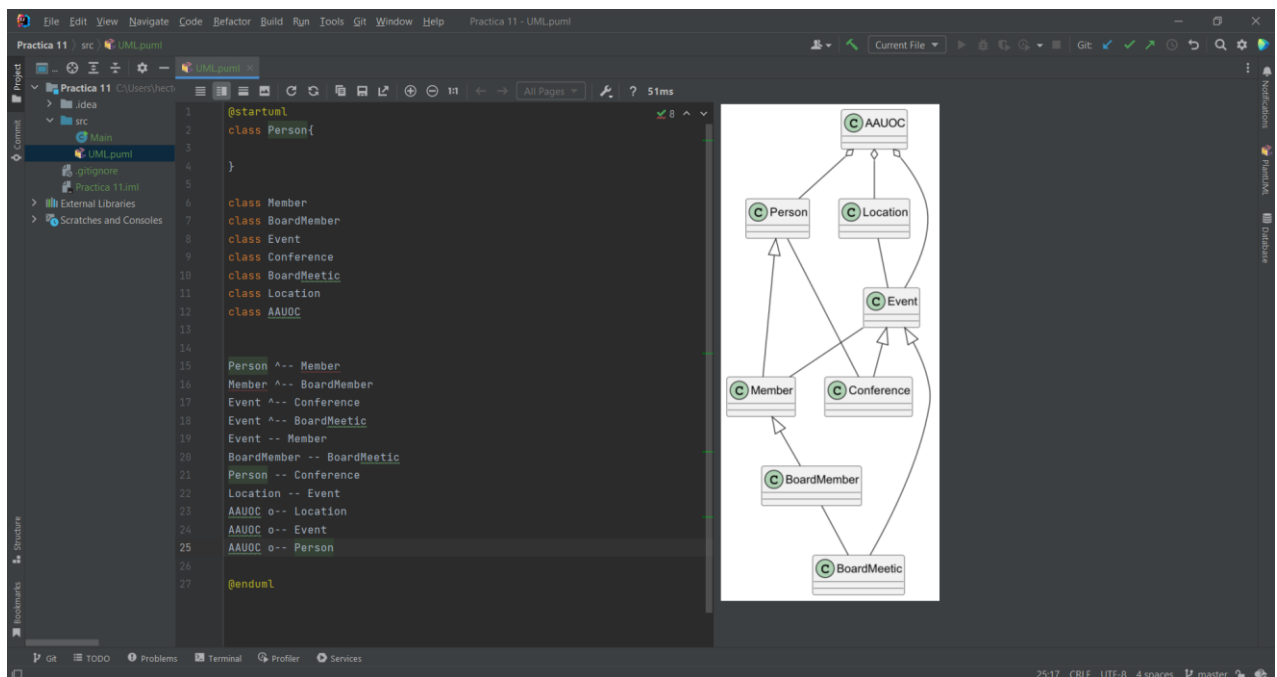 File Edit View Navigate Code Refactor Build Run Tools Git Window Help Practica 11 - UML.puml
Practica 11 〉 src 〉 UML.puml
Current File
Git:
Project
UML.puml ×
Practica 11 C:\Users\hect
.idea
src
Main
UML.puml
.gitignore
Practica 11.iml
External Libraries
Scratches and Consoles
Commit
Structure
Bookmarks
1:1
All Pages
? 51ms
8
1 @startuml
2 class Person{
3
4 }
5
6 class Member
7 class BoardMember
8 class Event
9 class Conference
10 class BoardMeetic
11 class Location
12 class AAUOC
13
14
15 Person ^-- Member
16 Member ^-- BoardMember
17 Event ^-- Conference
18 Event ^-- BoardMeetic
19 Event -- Member
20 BoardMember -- BoardMeetic
21 Person -- Conference
22 Location -- Event
23 AAUOC o-- Location
24 AAUOC o-- Event
25 AAUOC o-- Person
26
27 @enduml
C AAUOC
C Person
C Location
C Event
C Member
C Conference
C BoardMember
C BoardMeetic
Notifications
PlantUML
Database
Git TODO Problems Terminal Profiler Services
25:17 CRLF UTF-8 4 spaces master